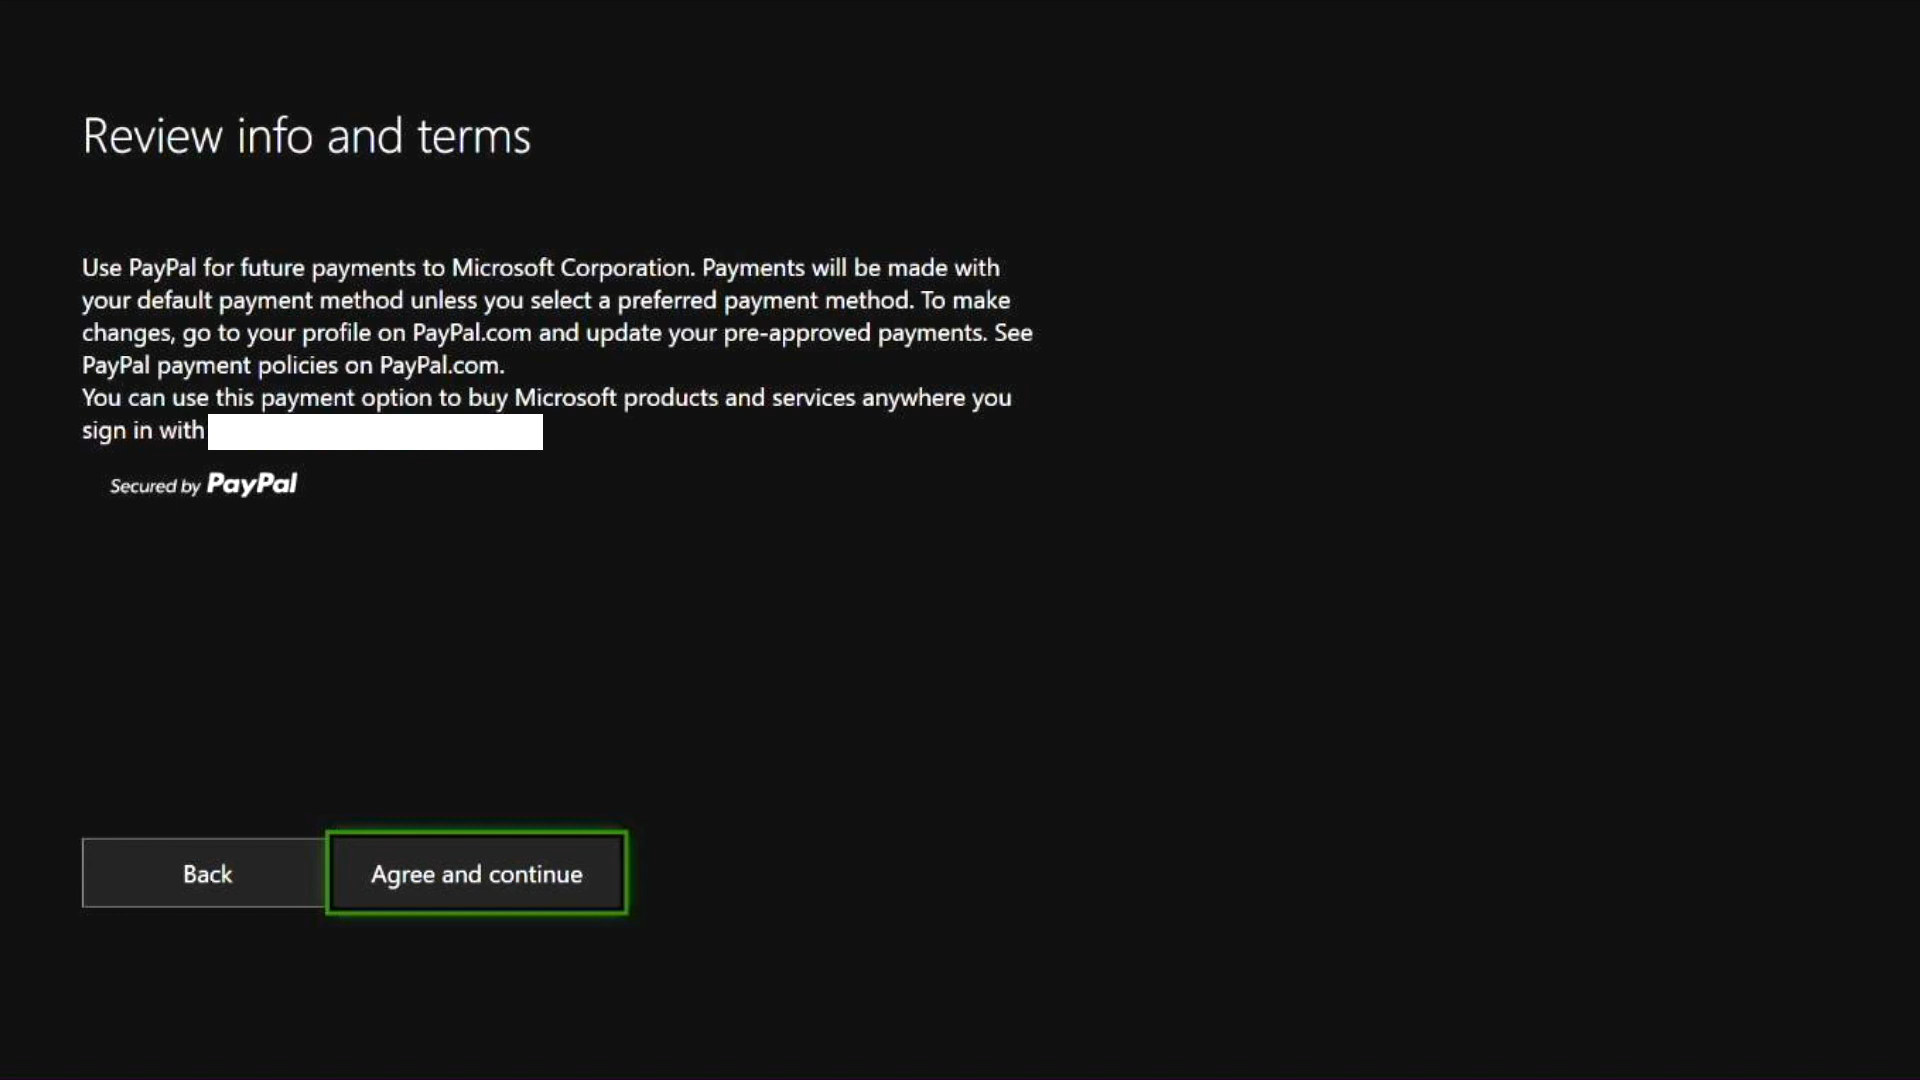 Review info and terms
Use PayPal for future payments to Microsoft Corporation. Payments will be made with
your default payment method unless you select a preferred payment method. To make
changes, go to your profile on PayPal.com and update your pre-approved payments. See
PayPal payment policies on PayPal.com.
You can use this payment option to buy Microsoft products and services anywhere you
sign in with
Secured by PayPal
Back
Agree and continue